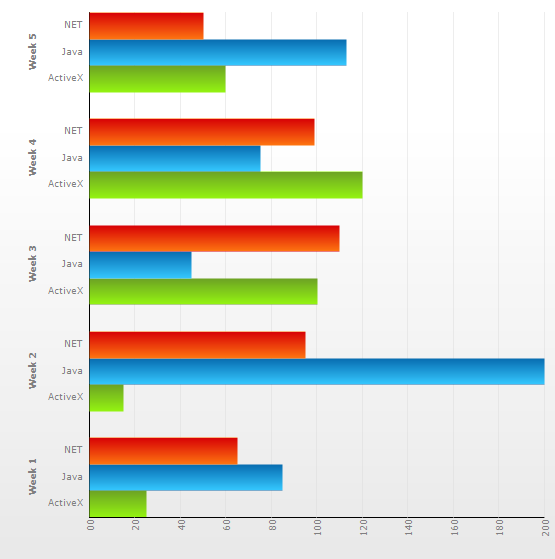 Week 5
NET
Java
ActiveX
Week 4
NET
Java
ActiveX
Week 3
NET
Java
ActiveX
Week 2
NET
Java
ActiveX
Week 1
NET
Java
ActiveX
00 20 40 60 80 100 120 140 160 180 200